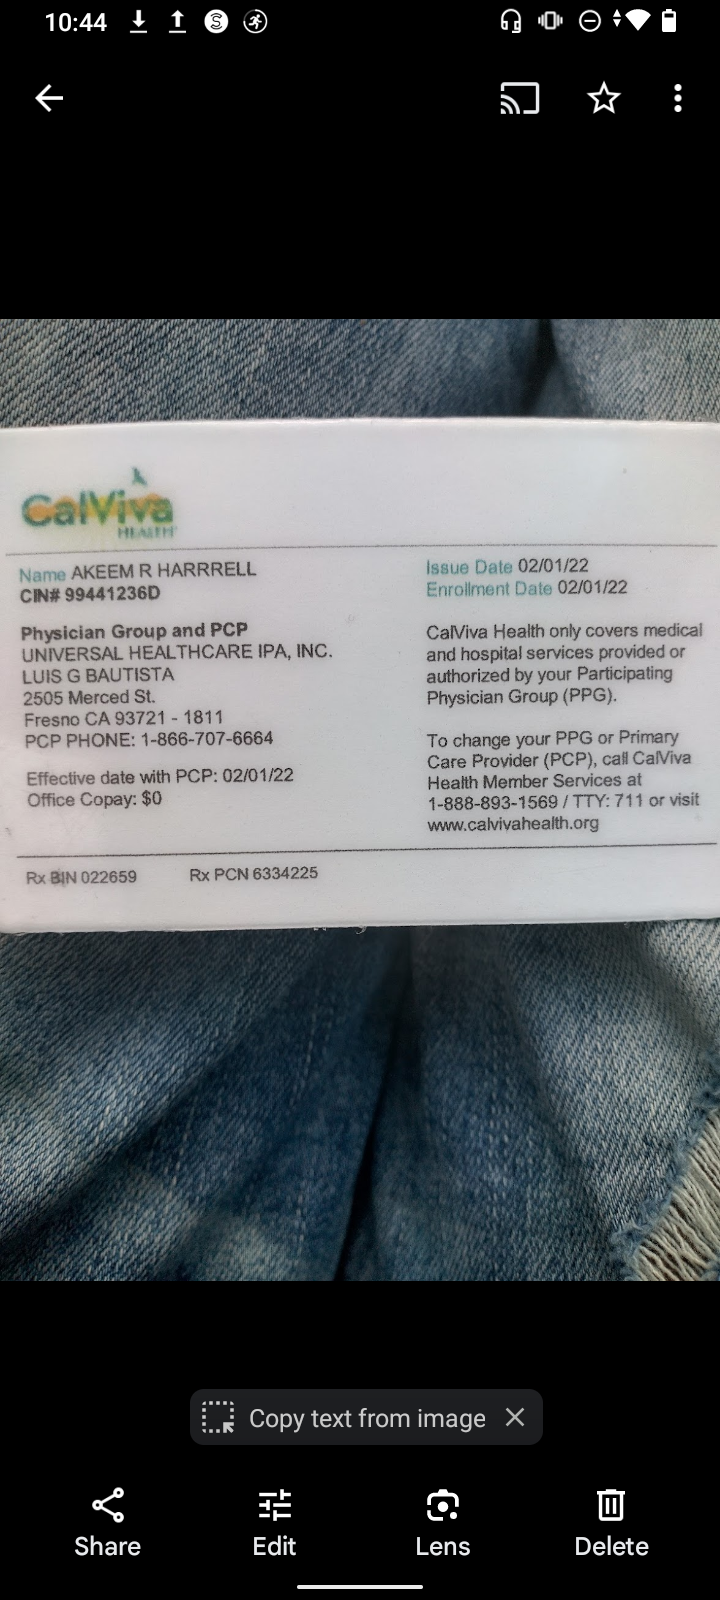 10:44
CalViva
HEALTH
Name AKEEM R HARRRELL
CIN# 99441236D
Physician Group and PCP
UNIVERSAL HEALTHCARE IPA, INC.
LUIS G BAUTISTA
2505 Merced St.
Fresno CA 93721 - 1811
PCP PHONE: 1-866-707-6664
Effective date with PCP: 02/01/22
Office Copay: $0
Issue Date 02/01/22
Enrollment Date 02/01/22
CalViva Health only covers medical
and hospital services provided or
authorized by your Participating
Physician Group (PPG).
To change your PPG or Primary
Care Provider (PCP), call CalViva
Health Member Services at
1-888-893-1569 / TTY: 711 or visit
www.calvivahealth.org
Rx BIN 022659
Rx PCN 6334225
Copy text from image
Share
Edit
Lens
Delete